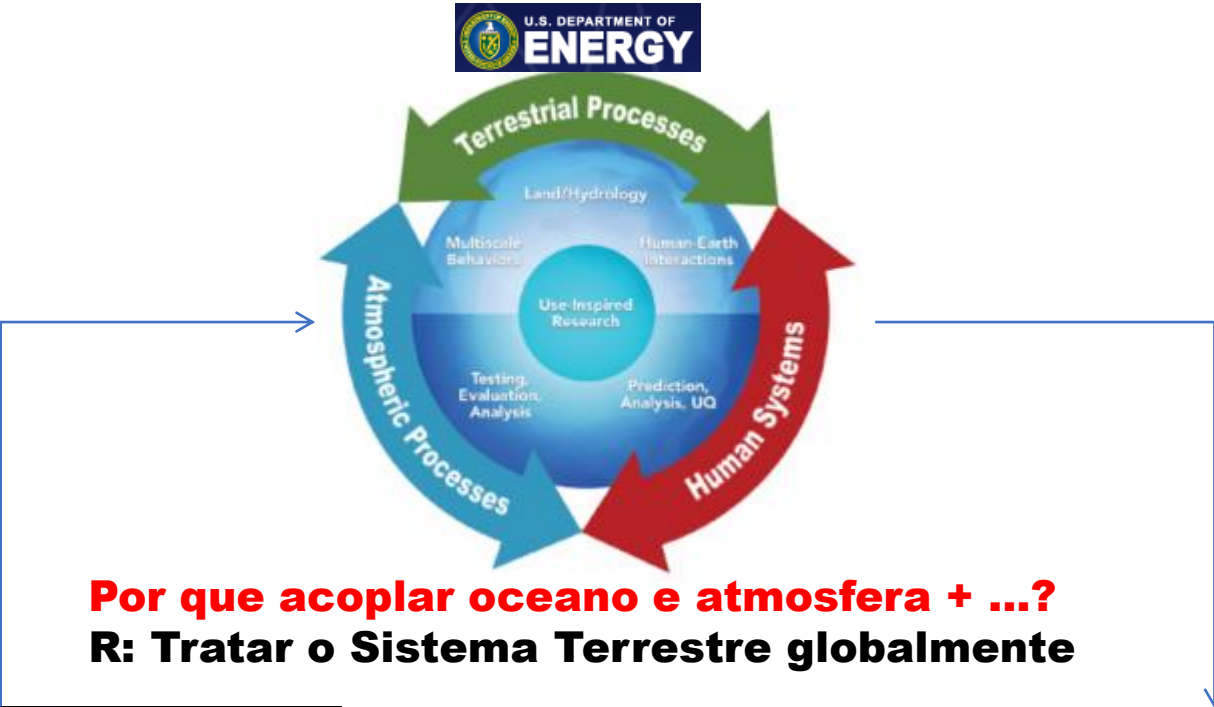 U.S. DEPARTMENT OF
ENERGY
Terrestrial Processes
Land/Hydrology
Multiscale
Behaviors
Human-Earth
Interactions
Use-Inspired
Research
Atmospheric Processes
Human Systems
Testing,
Evaluation,
Analysis
Prediction,
Analysis, UQ
Por que acoplar oceano e atmosfera + ...?
R: Tratar o Sistema Terrestre globalmente